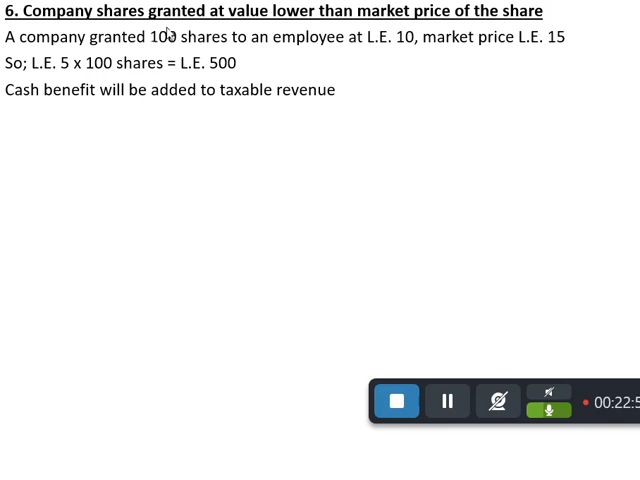 6. Company shares granted at value lower than market price of the share
A company granted 100 shares to an employee at L.E. 10, market price L.E. 15
So; L.E. 5 x 100 shares = L.E. 500
Cash benefit will be added to taxable revenue
00:22:5